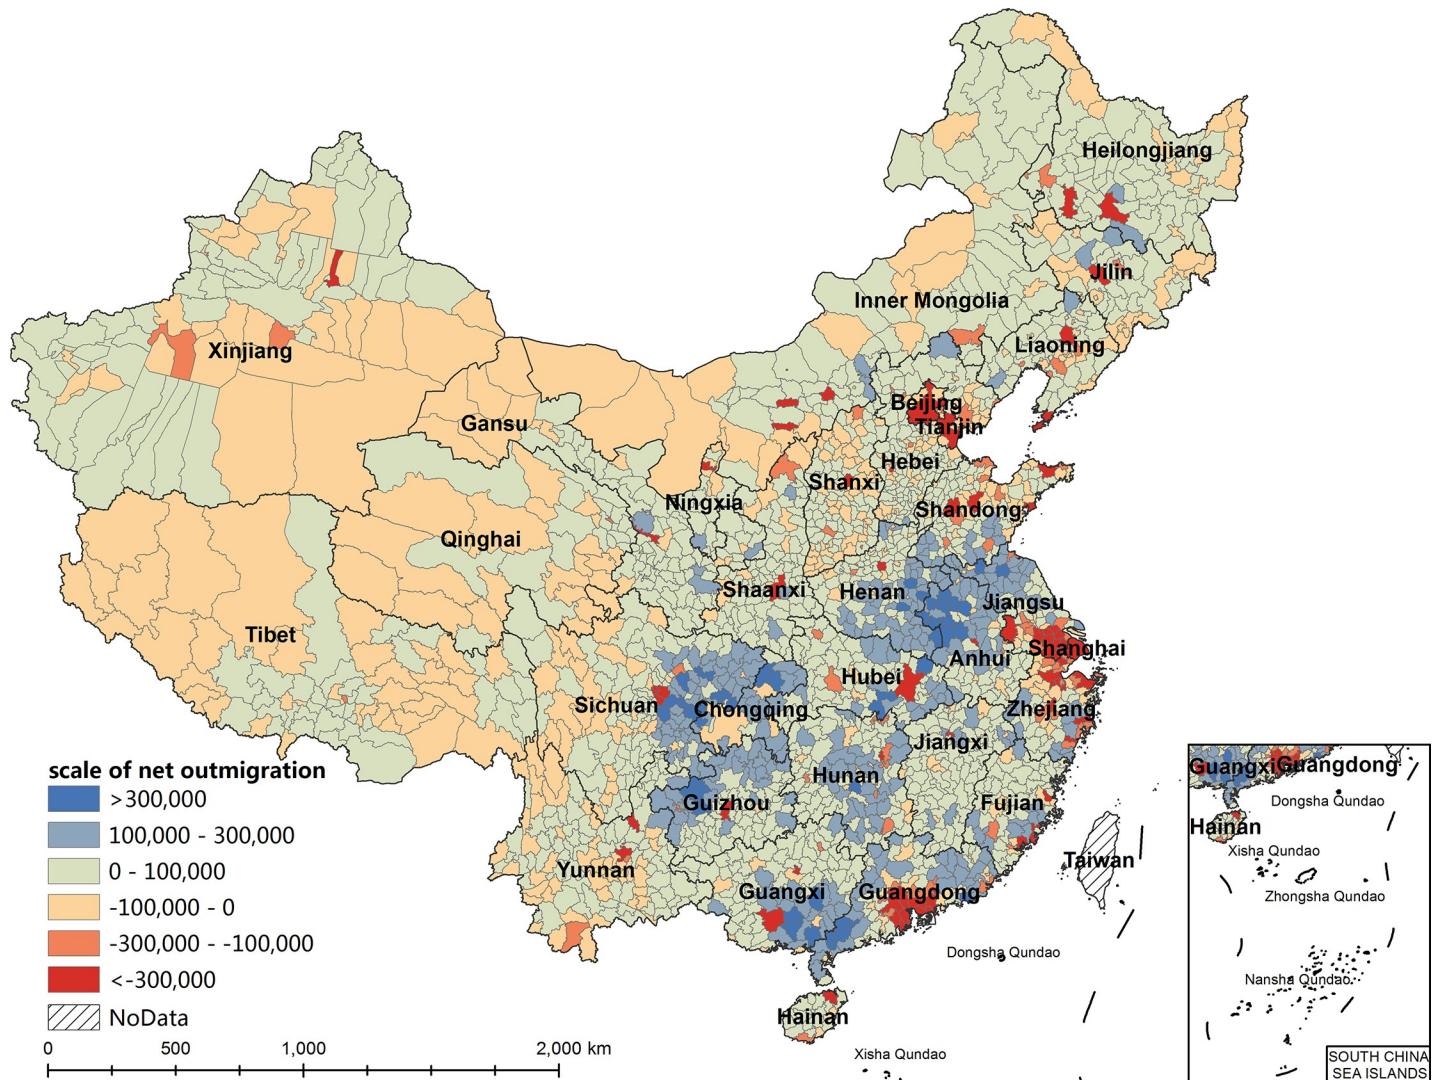 Heilongjiang
Jilin
Inner Mongolia
Liaoning
Xinjiang
Beijing
Tianjin
Gansu
Hebei
Shanxi
Ningxia
Shandong
Qinghai
Shaanxi
Henan
Jiangsu
Tibet
Shanghai
Anhui
Hubei
Sichuan
Chongqing
Zhejiang
Jiangxi
Hunan
Guizhou
Fujian
Taiwan
Yunnan
Guangxi
Guangdong
Dongsha Qundao
Hainan
Xisha Qundao
scale of net outmigration
>300,000
100,000 - 300,000
0 - 100,000
-100,000 - 0
-300,000 - -100,000
<-300,000
NoData
0 500 1,000 2,000 km
Guangxi Guangdong
Dongsha Qundao
Hainan
Xisha Qundao
Zhongsha Qundao
Nansha Qundao
SOUTH CHINA
SEA ISLANDS